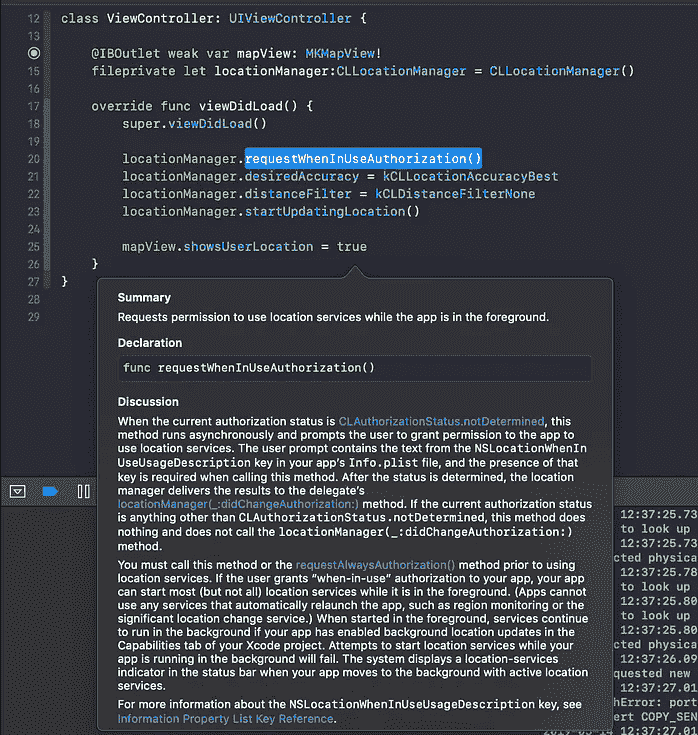 12 class ViewController: UIViewController {
13
@IBOutlet weak var mapView: MKMapView!
15 fileprivate let locationManager:CLLocationManager = CLLocationManager()
16
17 override func viewDidLoad() {
18 super.viewDidLoad()
19
20 locationManager.requestWhenInUseAuthorization()
21 locationManager.desiredAccuracy = kCLLocationAccuracyBest
22 locationManager.distanceFilter = kCLDistanceFilterNone
23 locationManager.startUpdatingLocation()
24
25 mapView.showsUserLocation = true
26 }
27 }
28
29
Summary
Requests permission to use location services while the app is in the foreground.
Declaration
func requestWhenInUseAuthorization()
Discussion
When the current authorization status is CLAuthorizationStatus.notDetermined, this
method runs asynchronously and prompts the user to grant permission to the app to
use location services. The user prompt contains the text from the NSLocationWhenIn
UseUsageDescription key in your app's Info.plist file, and the presence of that
key is required when calling this method. After the status is determined, the location
manager delivers the results to the delegate's
locationManager(_:didChangeAuthorization:) method. If the current authorization
status is anything other than CLAuthorizationStatus.notDetermined, this method does
nothing and does not call the locationManager(_:didChangeAuthorization:)
method.
You must call this method or the requestAlwaysAuthorization() method prior to using
location services. If the user grants "when-in-use" authorization to your app, your app
can start most (but not all) location services while it is in the foreground. (Apps cannot
use any services that automatically relaunch the app, such as region monitoring or the
significant location change service.) When started in the foreground, services continue
to run in the background if your app has enabled background location updates in the
Capabilities tab of your Xcode project. Attempts to start location services while your
app is running in the background will fail. The system displays a location-services
indicator in the status bar when your app moves to the background with active location
services.
For more information about the NSLocationWhenInUseUsageDescription key, see
Information Property List Key Reference.
12:37:25.73
to look up
12:37:25.73
cted physica
12:37:25.78
to look up
12:37:25.80
to look up
12:37:25.80
cted physica
12:37:26.09
quested new
12:37:27.01
hError: port
ert COPY_SEN
12:37:27.01